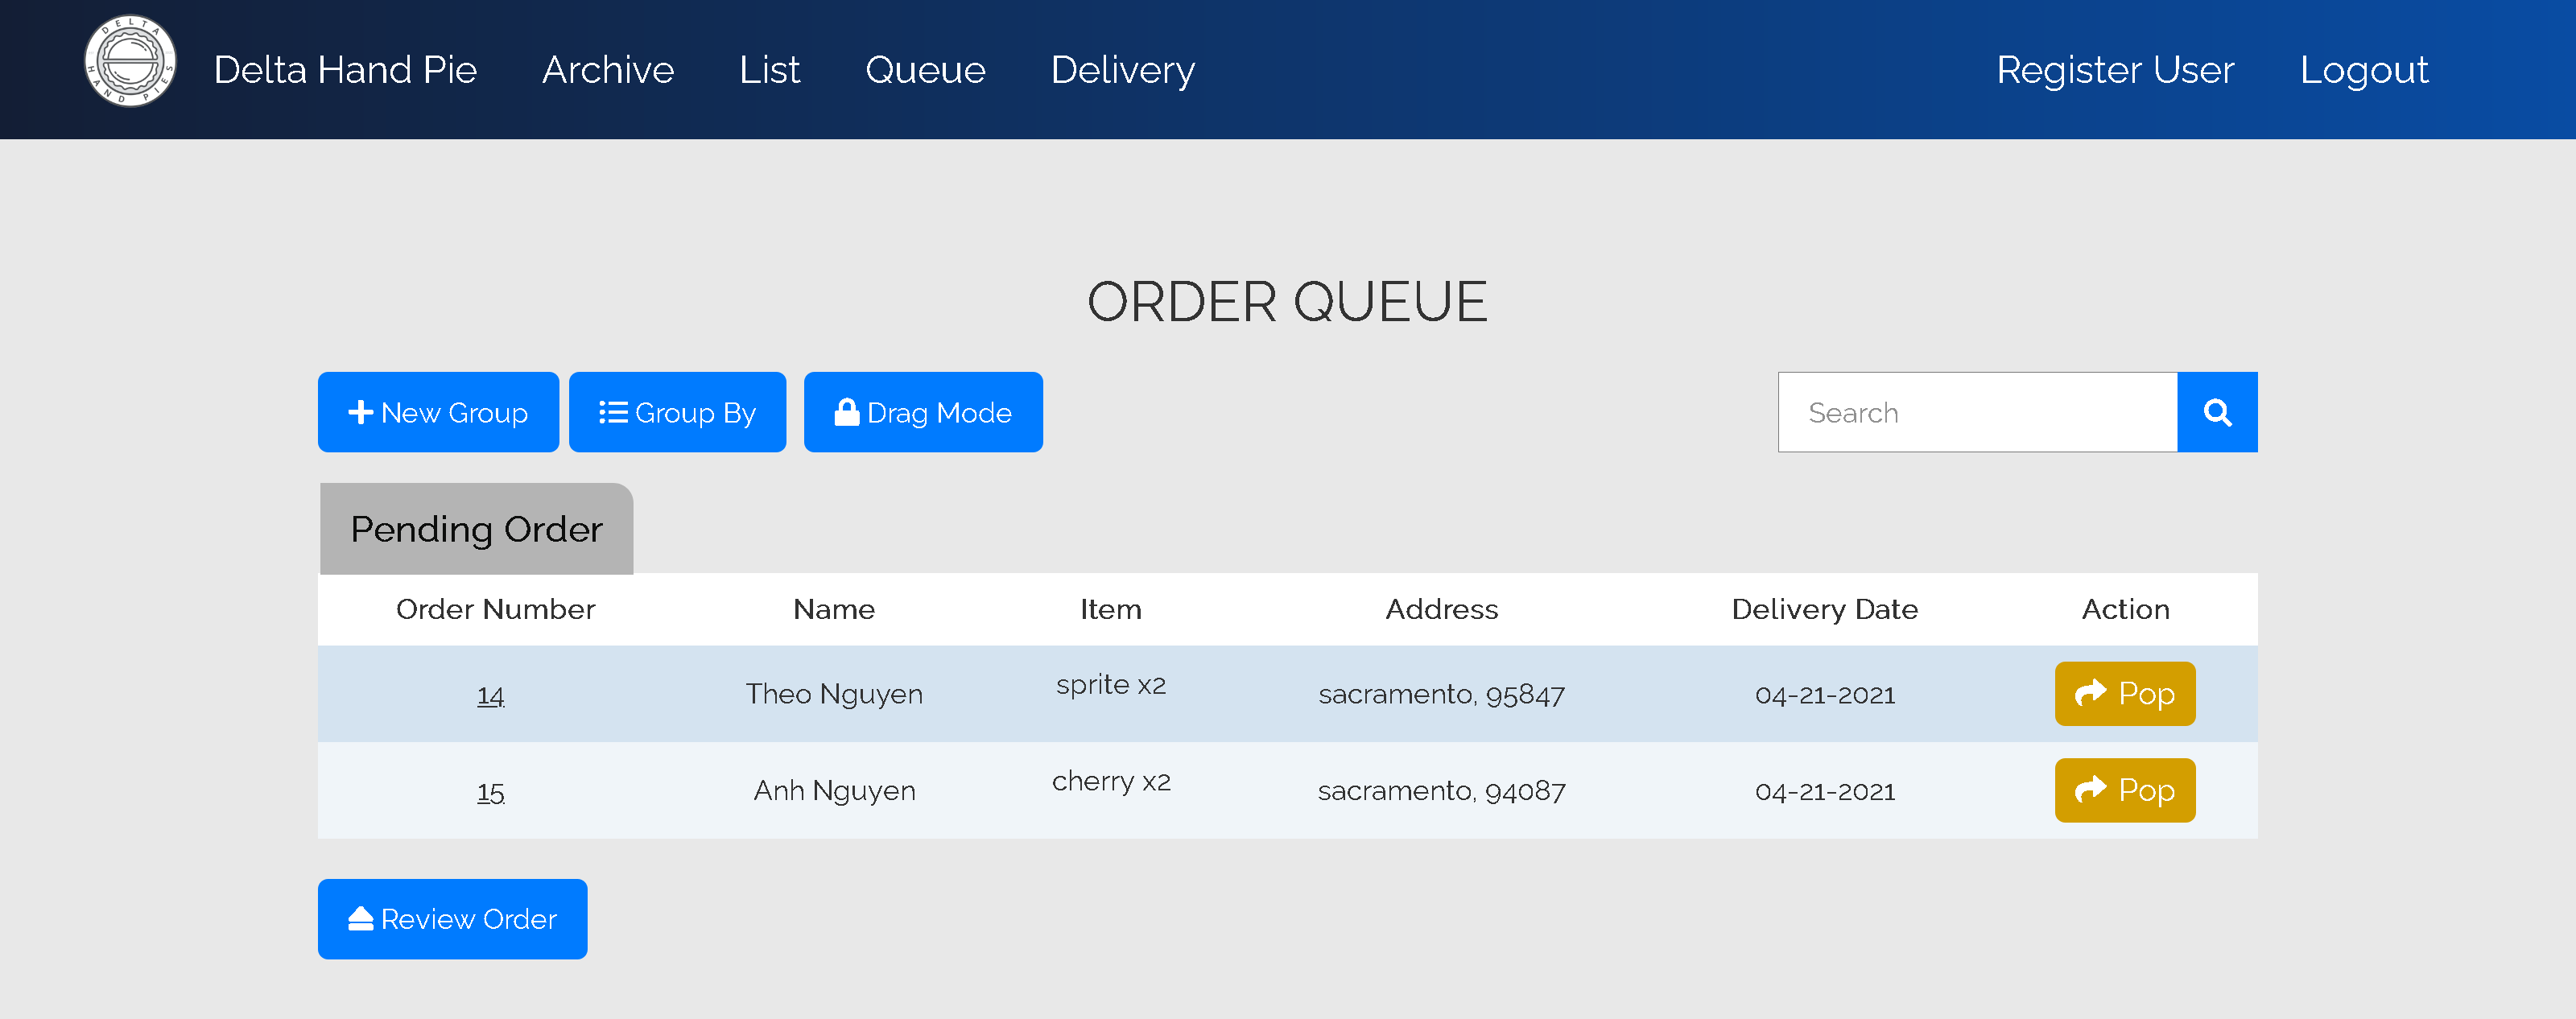 DELTA
HAND PIES
Delta Hand Pie Archive List Queue Delivery Register User Logout
ORDER QUEUE
New Group Group By Drag Mode Search
Pending Order
Order Number Name Item Address Delivery Date Action
14 Theo Nguyen sprite x2 sacramento, 95847 04-21-2021 Pop
15 Anh Nguyen cherry x2 sacramento, 94087 04-21-2021 Pop
Review Order